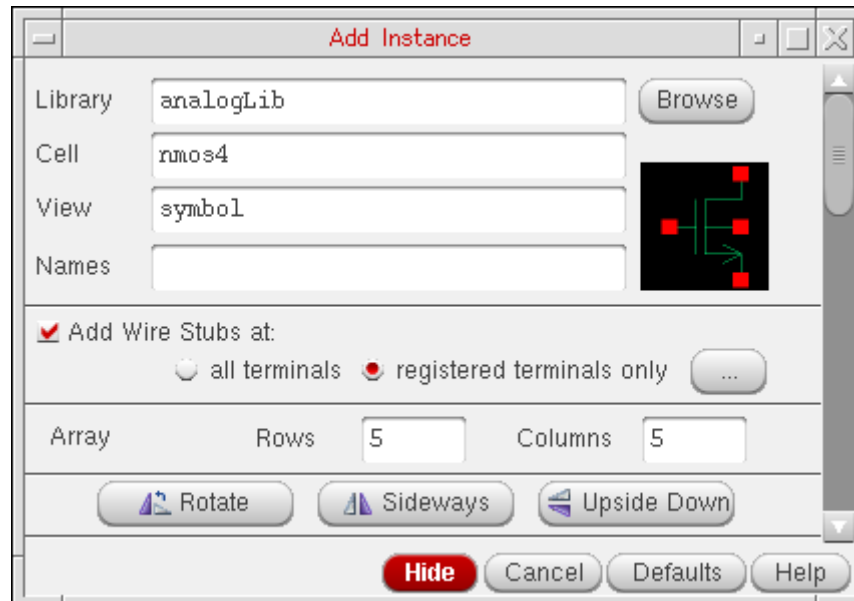 Add Instance
Library analogLib Browse
Cell nmos4
View symbol
Names
Add Wire Stubs at:
all terminals registered terminals only ...
Array Rows 5 Columns 5
Rotate Sideways Upside Down
Hide Cancel Defaults Help